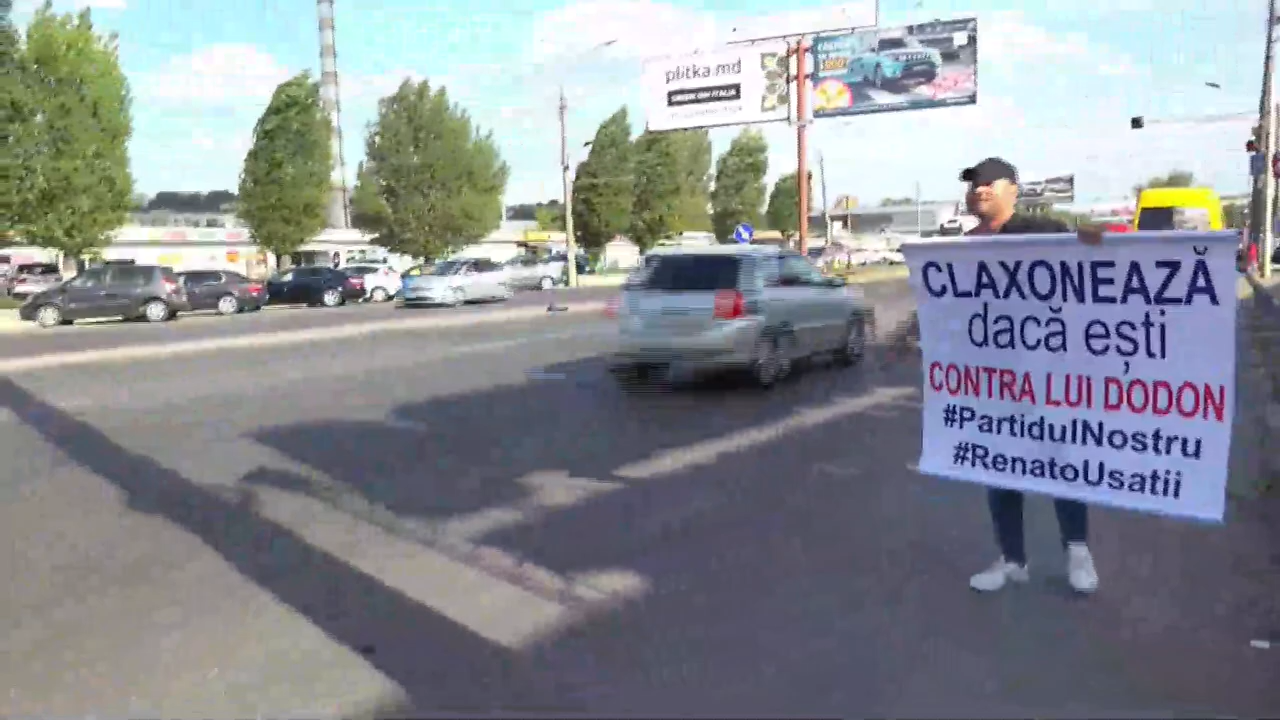 plitka.md
CLAXONEAZĂ
dacă ești
CONTRA LUI DODON
#PartidulNostru
#RenatoUsatii